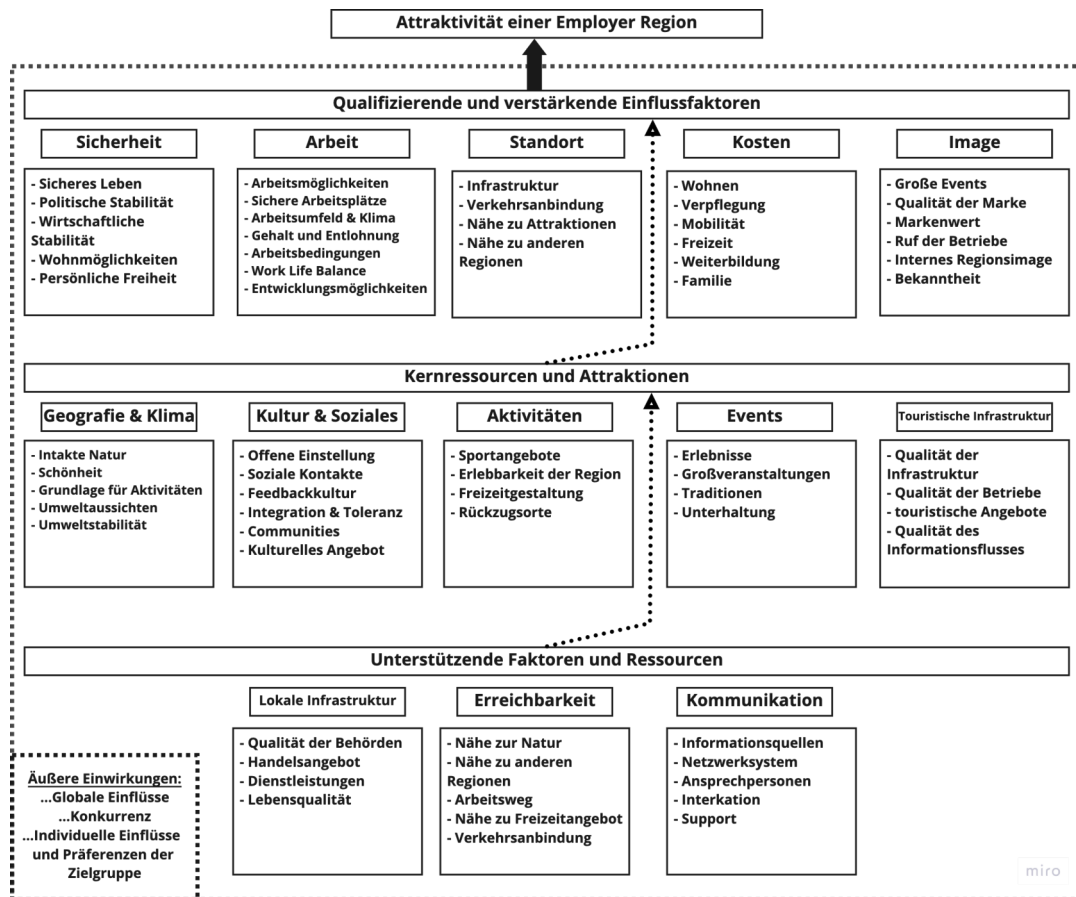 Attraktivität einer Employer Region
Qualifizierende und verstärkende Einflussfaktoren
Sicherheit
- Sicheres Leben
- Politische Stabilität
- Wirtschaftliche
Stabilität
- Wohnmöglichkeiten
- Persönliche Freiheit
Arbeit
- Arbeitsmöglichkeiten
- Sichere Arbeitsplätze
- Arbeitsumfeld & Klima
- Gehalt und Entlohnung
- Arbeitsbedingungen
- Work Life Balance
- Entwicklungsmöglichkeiten
Standort
- Infrastruktur
- Verkehrsanbindung
- Nähe zu Attraktionen
- Nähe zu anderen
Regionen
Kosten
- Wohnen
- Verpflegung
- Mobilität
- Freizeit
- Weiterbildung
- Familie
Image
- Große Events
- Qualität der Marke
- Markenwert
- Ruf der Betriebe
- Internes Regionsimage
- Bekanntheit
Kernressourcen und Attraktionen
Geografie & Klima
- Intakte Natur
- Schönheit
- Grundlage für Aktivitäten
- Umweltaussichten
- Umweltstabilität
Kultur & Soziales
- Offene Einstellung
- Soziale Kontakte
- Feedbackkultur
- Integration & Toleranz
- Communities
- Kulturelles Angebot
Aktivitäten
- Sportangebote
- Erlebbarkeit der Region
- Freizeitgestaltung
- Rückzugsorte
Events
- Erlebnisse
- Großveranstaltungen
- Traditionen
- Unterhaltung
Touristische Infrastruktur
- Qualität der
Infrastruktur
- Qualität der Betriebe
- touristische Angebote
- Qualität des
Informationsflusses
Unterstützende Faktoren und Ressourcen
Lokale Infrastruktur
- Qualität der Behörden
- Handelsangebot
- Dienstleistungen
- Lebensqualität
Erreichbarkeit
- Nähe zur Natur
- Nähe zu anderen
Regionen
- Arbeitsweg
- Nähe zu Freizeitangebot
- Verkehrsanbindung
Kommunikation
- Informationsquellen
- Netzwerksystem
- Ansprechpersonen
- Interkation
- Support
Äußere Einwirkungen:
...Globale Einflüsse
...Konkurrenz
...Individuelle Einflüsse
und Präferenzen der
Zielgruppe
miro